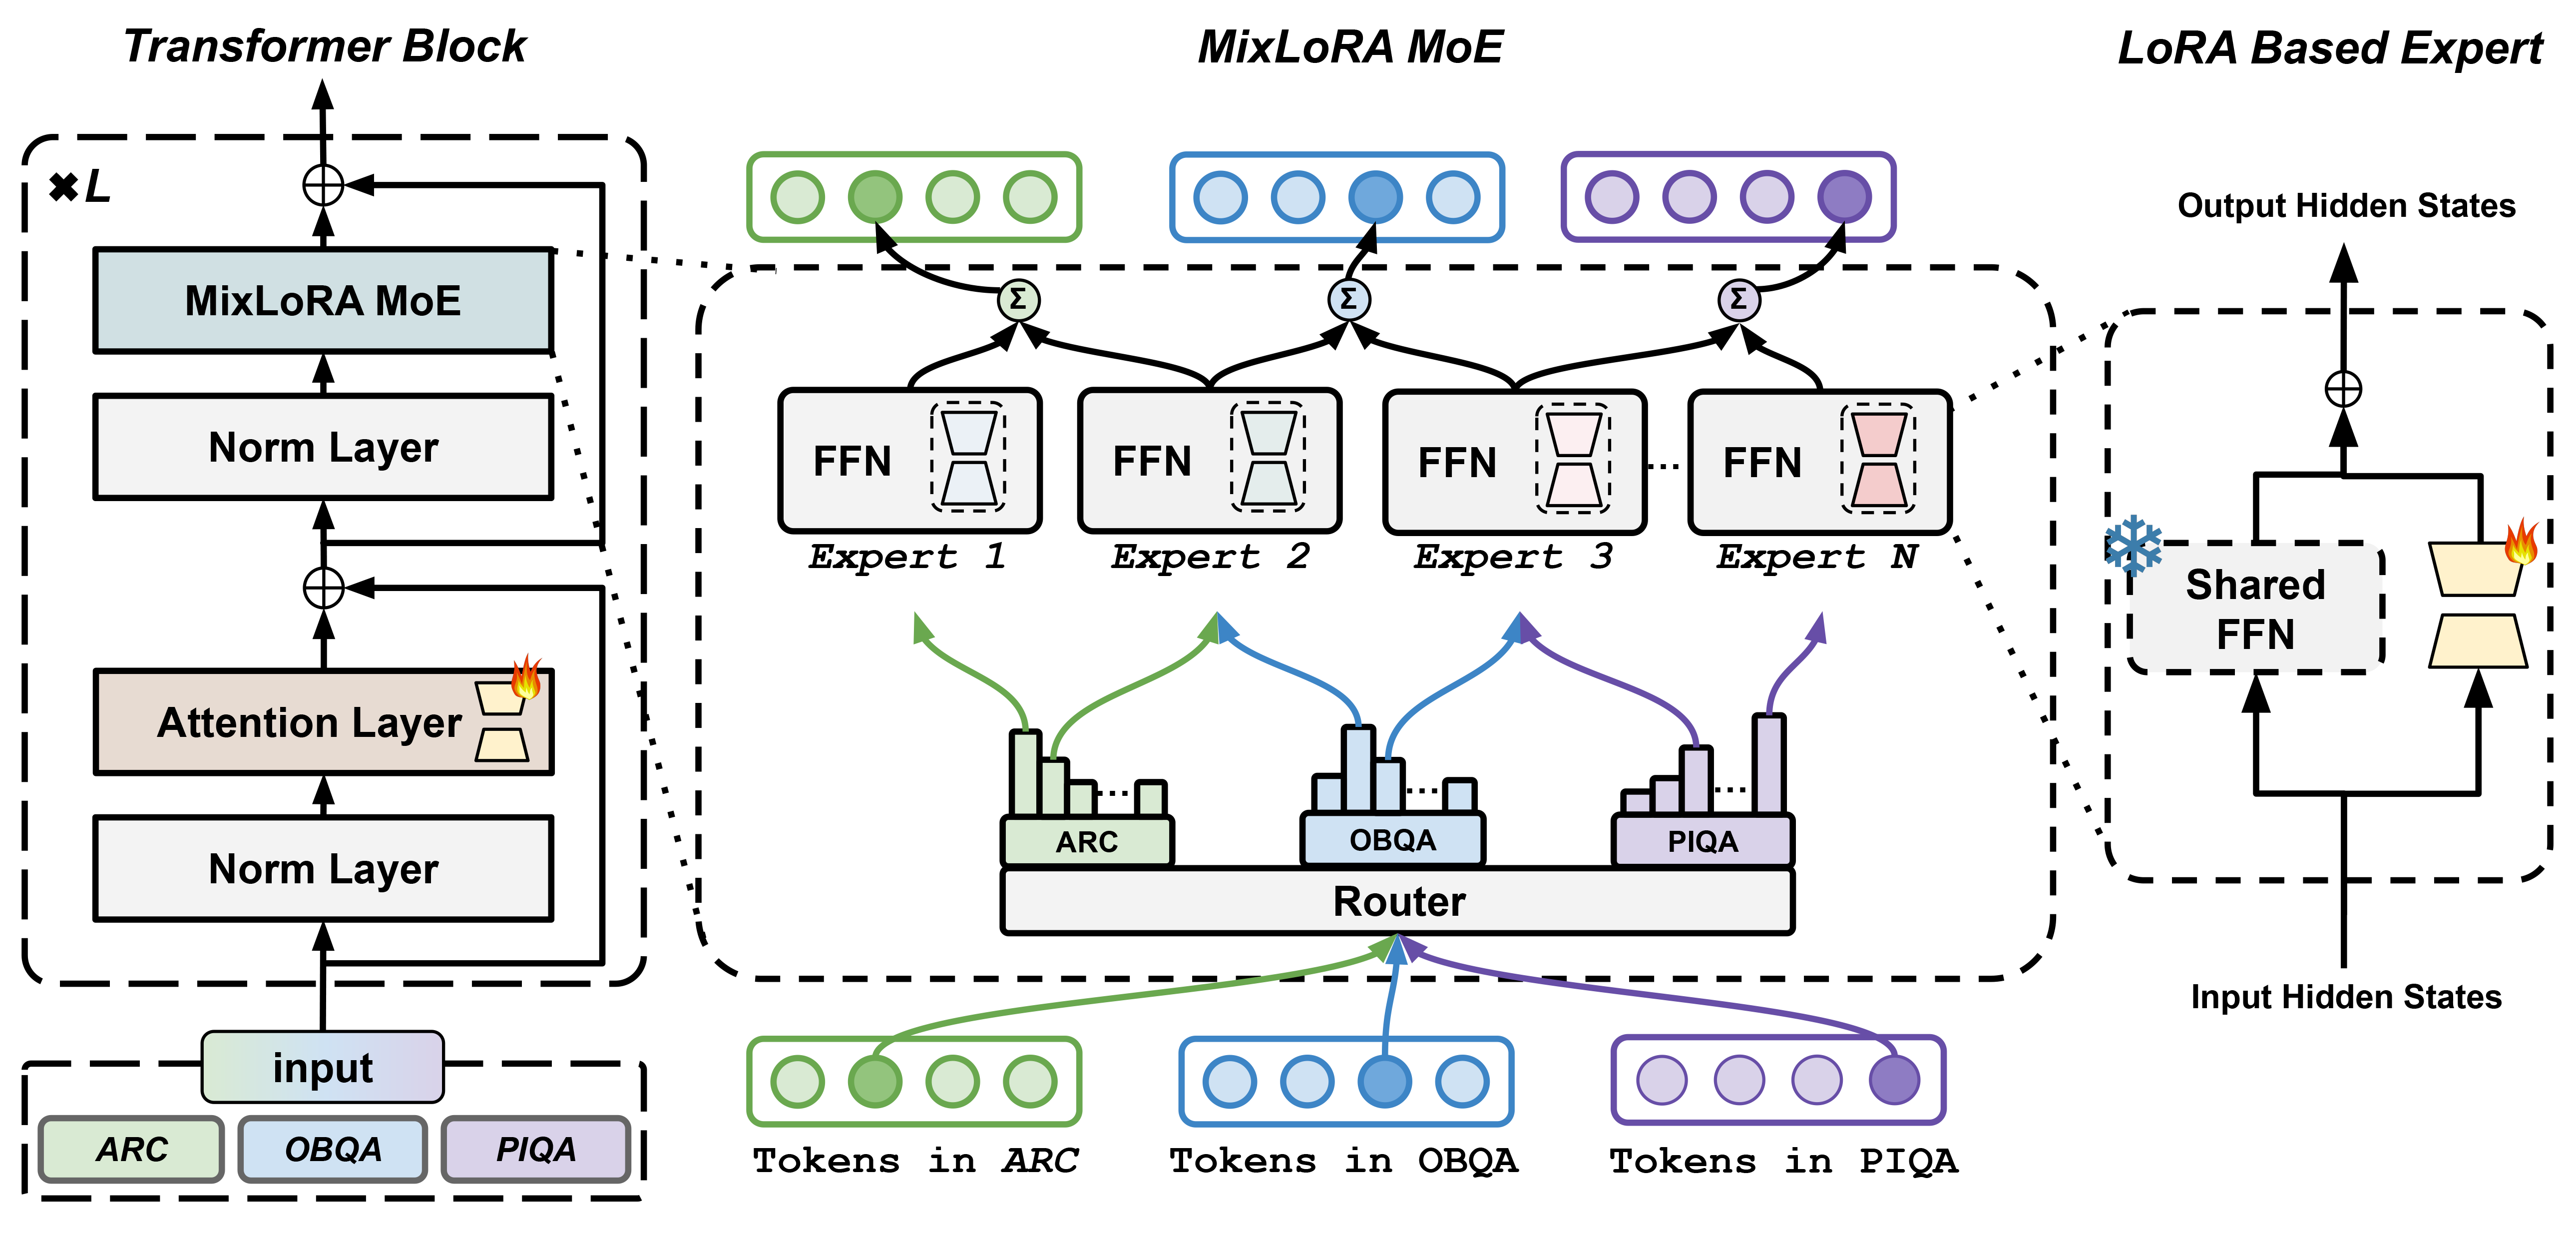 Transformer Block
✖L
MixLoRA MoE
Norm Layer
Attention Layer
Norm Layer
input
ARC
OBQA
PIQA
MixLoRA MoE
Σ
Σ
Σ
FFN
FFN
FFN
......
FFN
Expert 1
Expert 2
Expert 3
Expert N
......
......
......
ARC
OBQA
PIQA
Router
Tokens in ARC
Tokens in OBQA
Tokens in PIQA
LoRA Based Expert
Output Hidden States
Shared
FFN
Input Hidden States